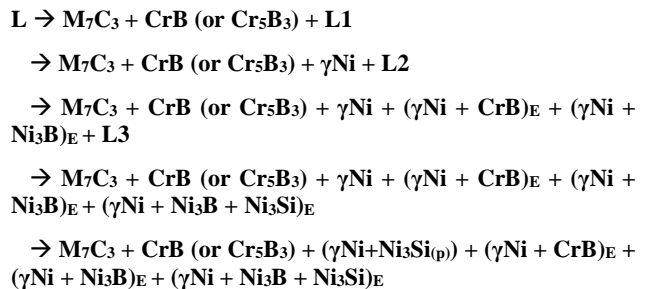 L → M₇C₃ + CrB (or Cr₅B₃) + L1
→ M₇C₃ + CrB (or Cr₅B₃) + γNi + L2
→ M₇C₃ + CrB (or Cr₅B₃) + γNi + (γNi + CrB)E + (γNi +
Ni₃B)E + L3
→ M₇C₃ + CrB (or Cr₅B₃) + γNi + (γNi + CrB)E + (γNi +
Ni₃B)E + (γNi + Ni₃B + Ni₃Si)E
→ M₇C₃ + CrB (or Cr₅B₃) + (γNi+Ni₃Si₍ₚ₎) + (γNi + CrB)E +
(γNi + Ni₃B)E + (γNi + Ni₃B + Ni₃Si)E